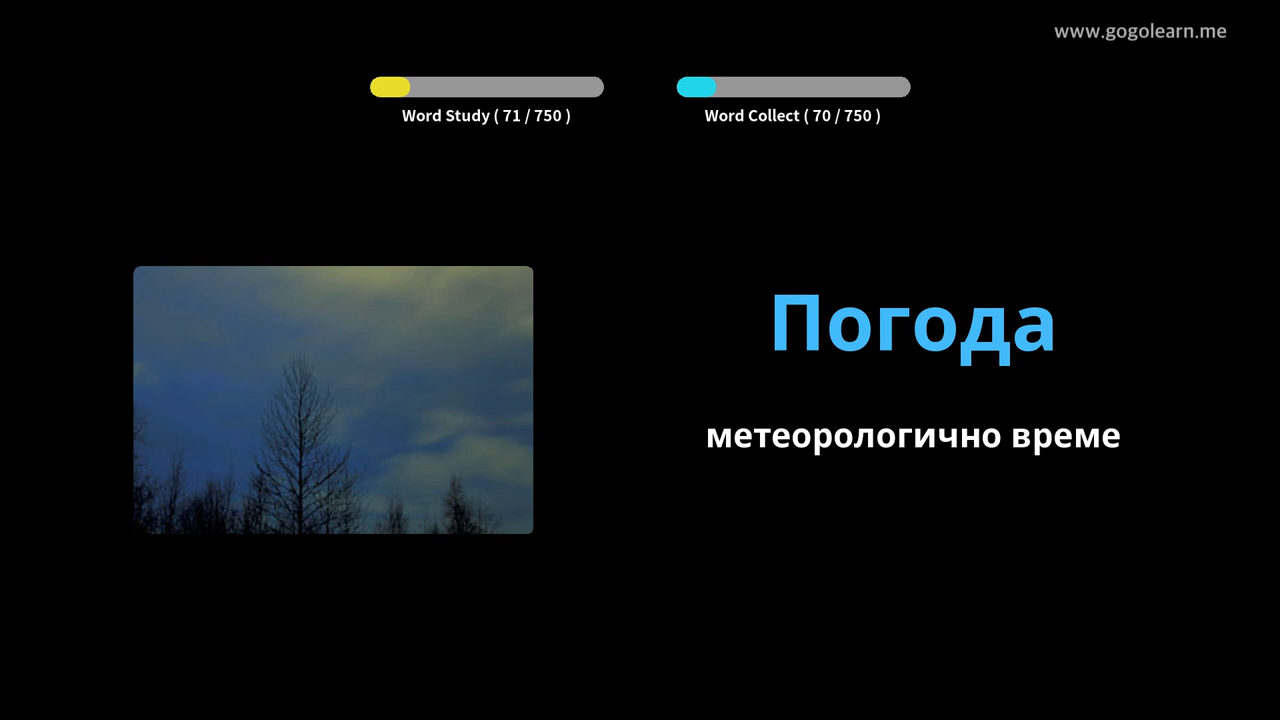 www.gogolearn.me
Word Study ( 71 / 750 )
Word Collect ( 70 / 750 )
Погода
метеорологично време